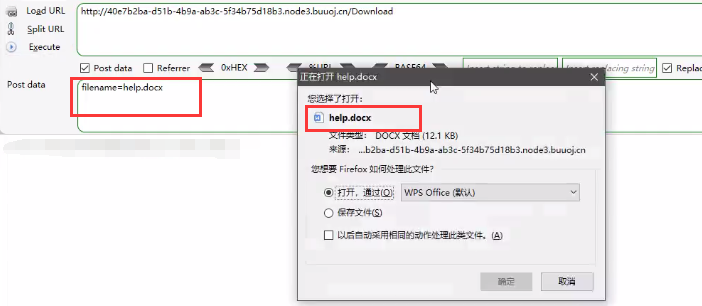 Load URL
http://40e7b2ba-d51b-4b9a-ab3c-5f34b75d18b3.node3.buuoj.cn/Download
Split URL
Execute
Post data Referrer 0xHEX %URL BASE64 Insert string to replace Insert replacing string Replac
Post data
filename=help.docx
正在打开 help.docx
您选择了打开:
help.docx
文件类型: DOCX 文档 (12.1 KB)
来源: ...b2ba-d51b-4b9a-ab3c-5f34b75d18b3.node3.buuoj.cn
您想要 Firefox 如何处理此文件?
打开,通过(O) WPS Office (默认)
保存文件(S)
以后自动采用相同的动作处理此类文件。(A)
确定 取消